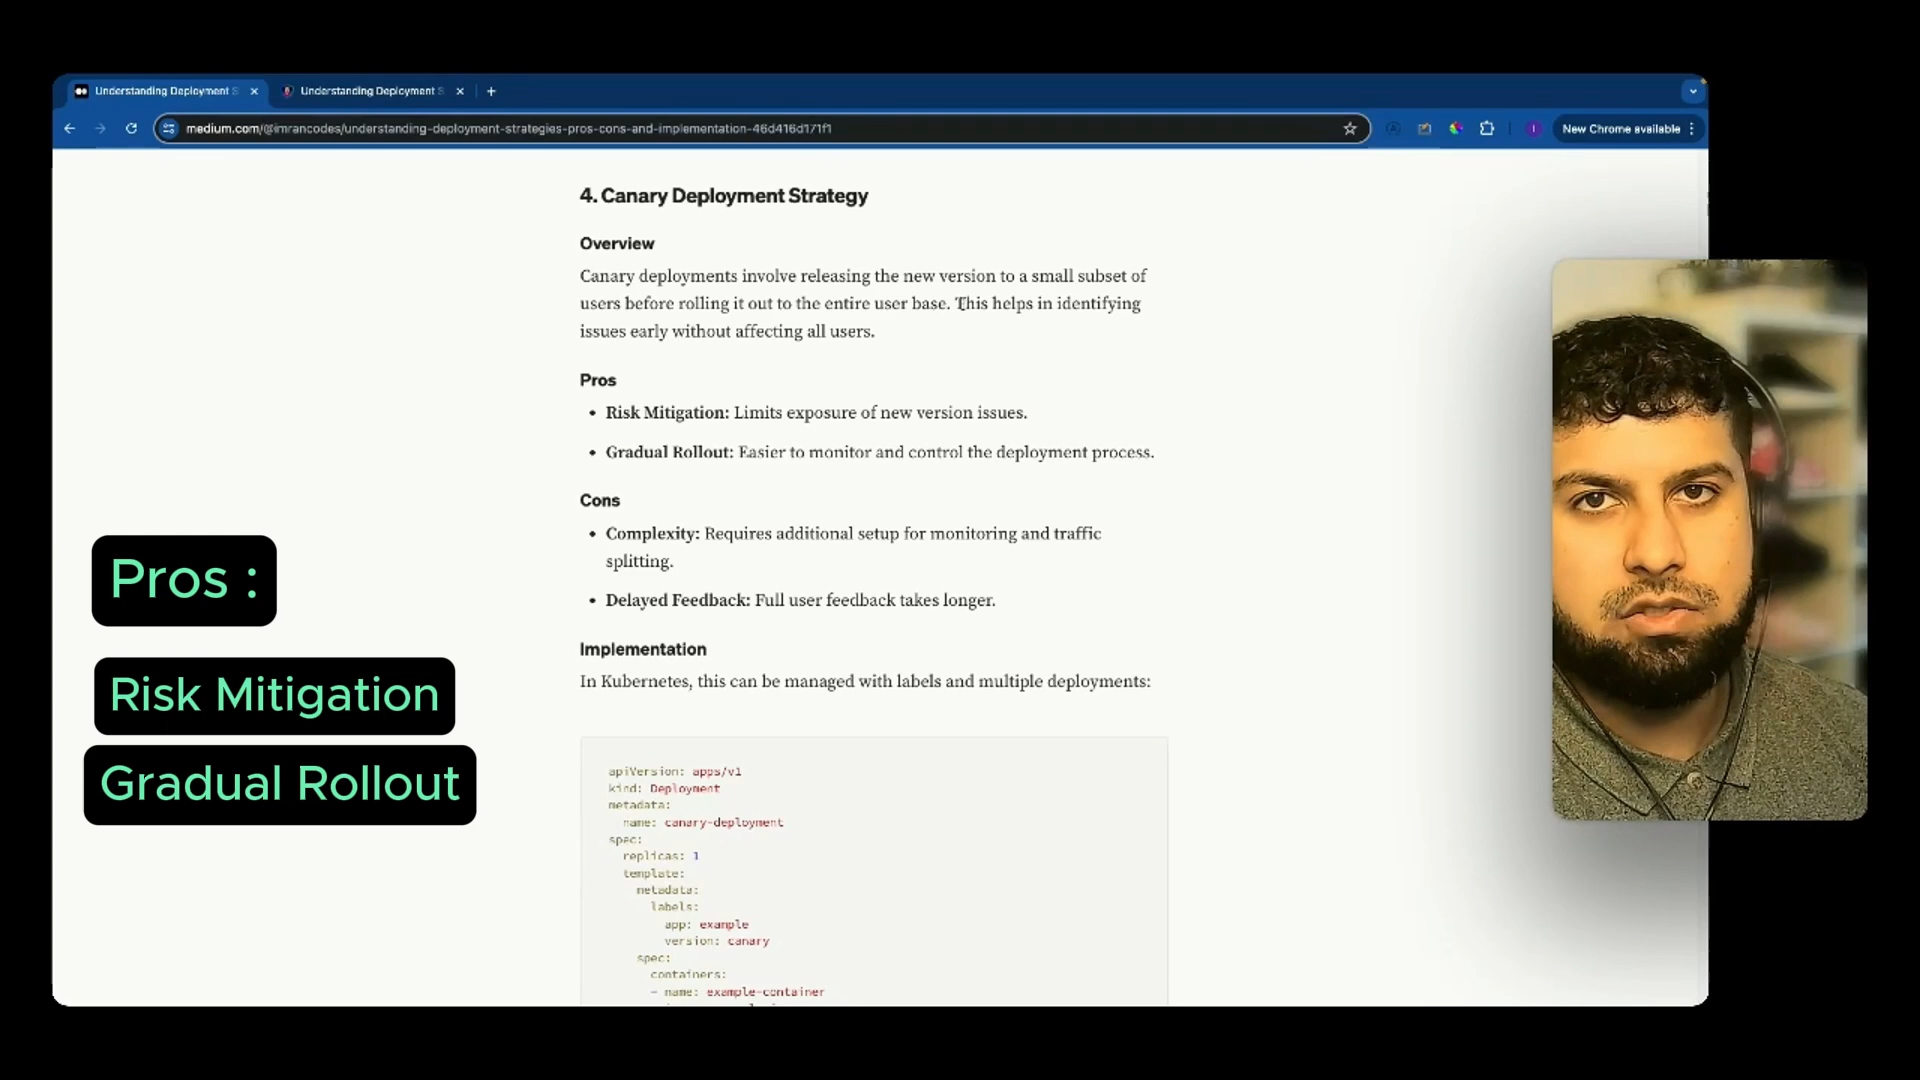 Understanding Deployment S
Understanding Deployment S
medium.com/@imrancodes/understanding-deployment-strategies-pros-cons-and-implementation-46d416d171f1
New Chrome available
4. Canary Deployment Strategy
Overview
Canary deployments involve releasing the new version to a small subset of
users before rolling it out to the entire user base. This helps in identifying
issues early without affecting all users.
Pros
• Risk Mitigation: Limits exposure of new version issues.
• Gradual Rollout: Easier to monitor and control the deployment process.
Cons
• Complexity: Requires additional setup for monitoring and traffic
splitting.
• Delayed Feedback: Full user feedback takes longer.
Implementation
In Kubernetes, this can be managed with labels and multiple deployments:
apiVersion: apps/v1
kind: Deployment
metadata:
name: canary-deployment
spec:
replicas: 1
template:
metadata:
labels:
app: example
version: canary
spec:
containers:
- name: example-container
Pros :
Risk Mitigation
Gradual Rollout